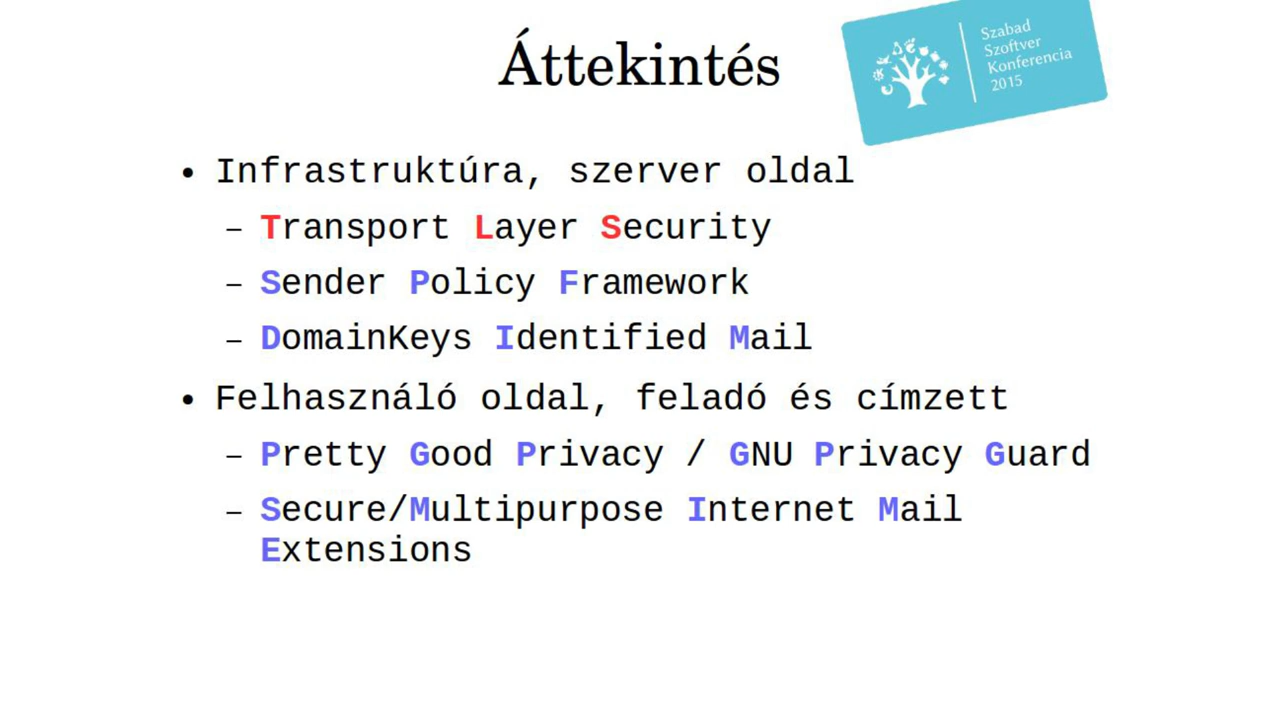 Áttekintés
Szabad
Szoftver
Konferencia
2015
• Infrastruktúra, szerver oldal
– Transport Layer Security
– Sender Policy Framework
– DomainKeys Identified Mail
• Felhasználó oldal, feladó és címzett
– Pretty Good Privacy / GNU Privacy Guard
– Secure/Multipurpose Internet Mail
Extensions